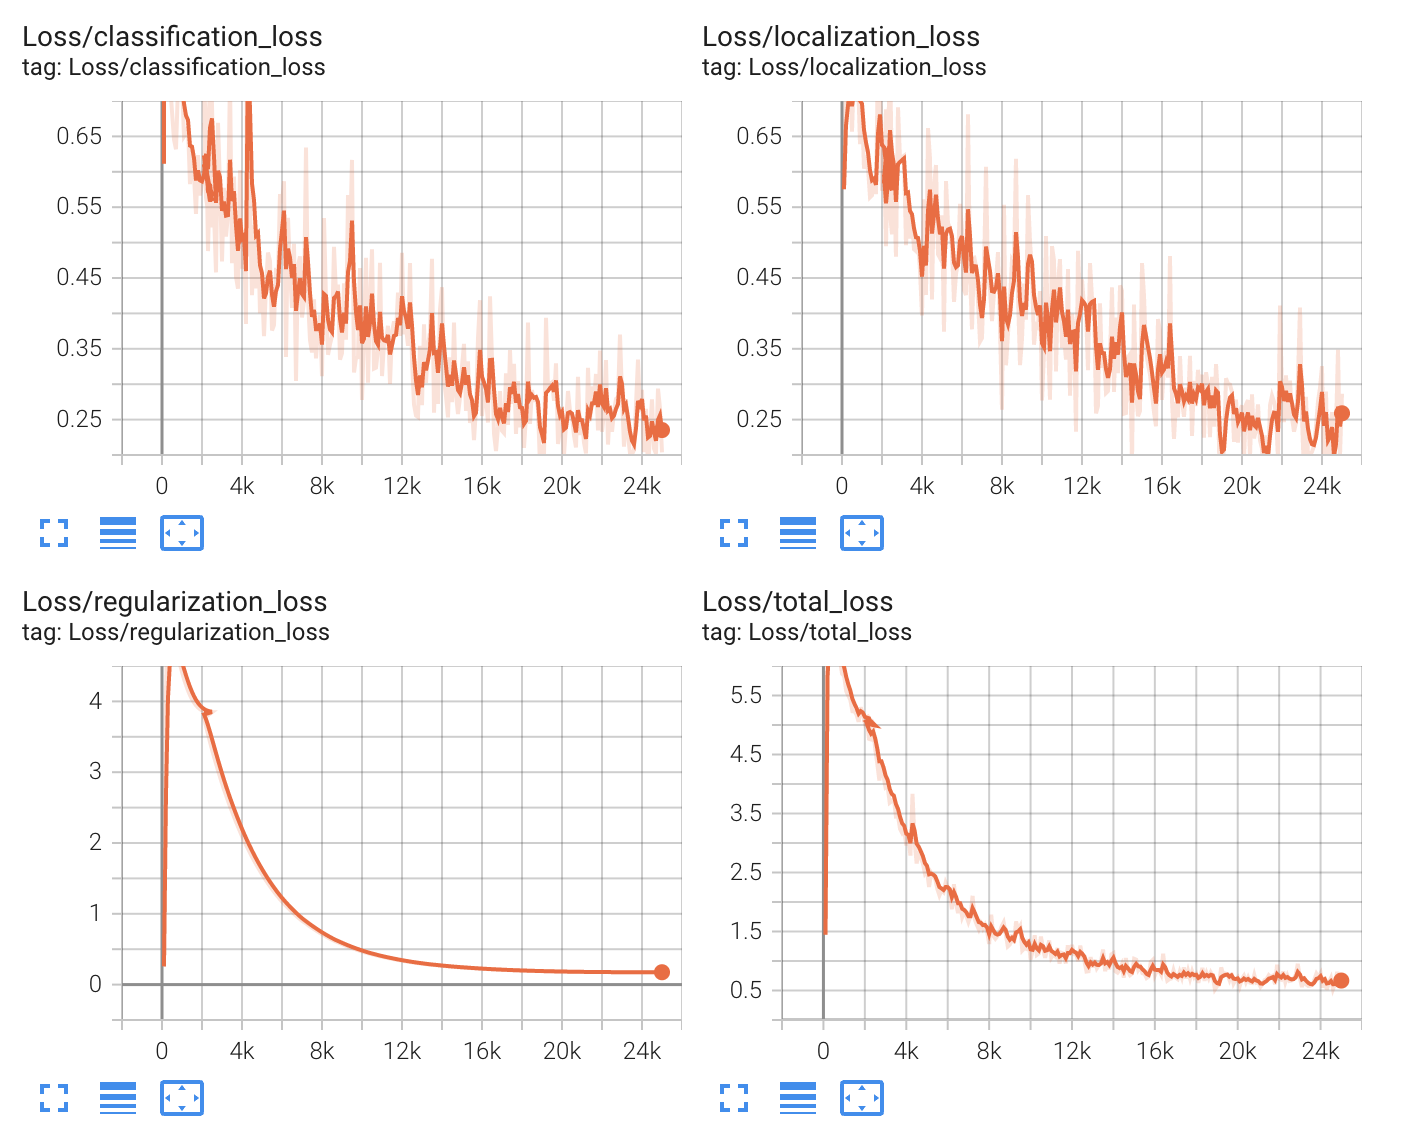 Loss/classification_loss
tag: Loss/classification_loss
0.65
0.55
0.45
0.35
0.25
0 4k 8k 12k 16k 20k 24k
Loss/localization_loss
tag: Loss/localization_loss
0.65
0.55
0.45
0.35
0.25
0 4k 8k 12k 16k 20k 24k
Loss/regularization_loss
tag: Loss/regularization_loss
4
3
2
1
0
0 4k 8k 12k 16k 20k 24k
Loss/total_loss
tag: Loss/total_loss
5.5
4.5
3.5
2.5
1.5
0.5
0 4k 8k 12k 16k 20k 24k